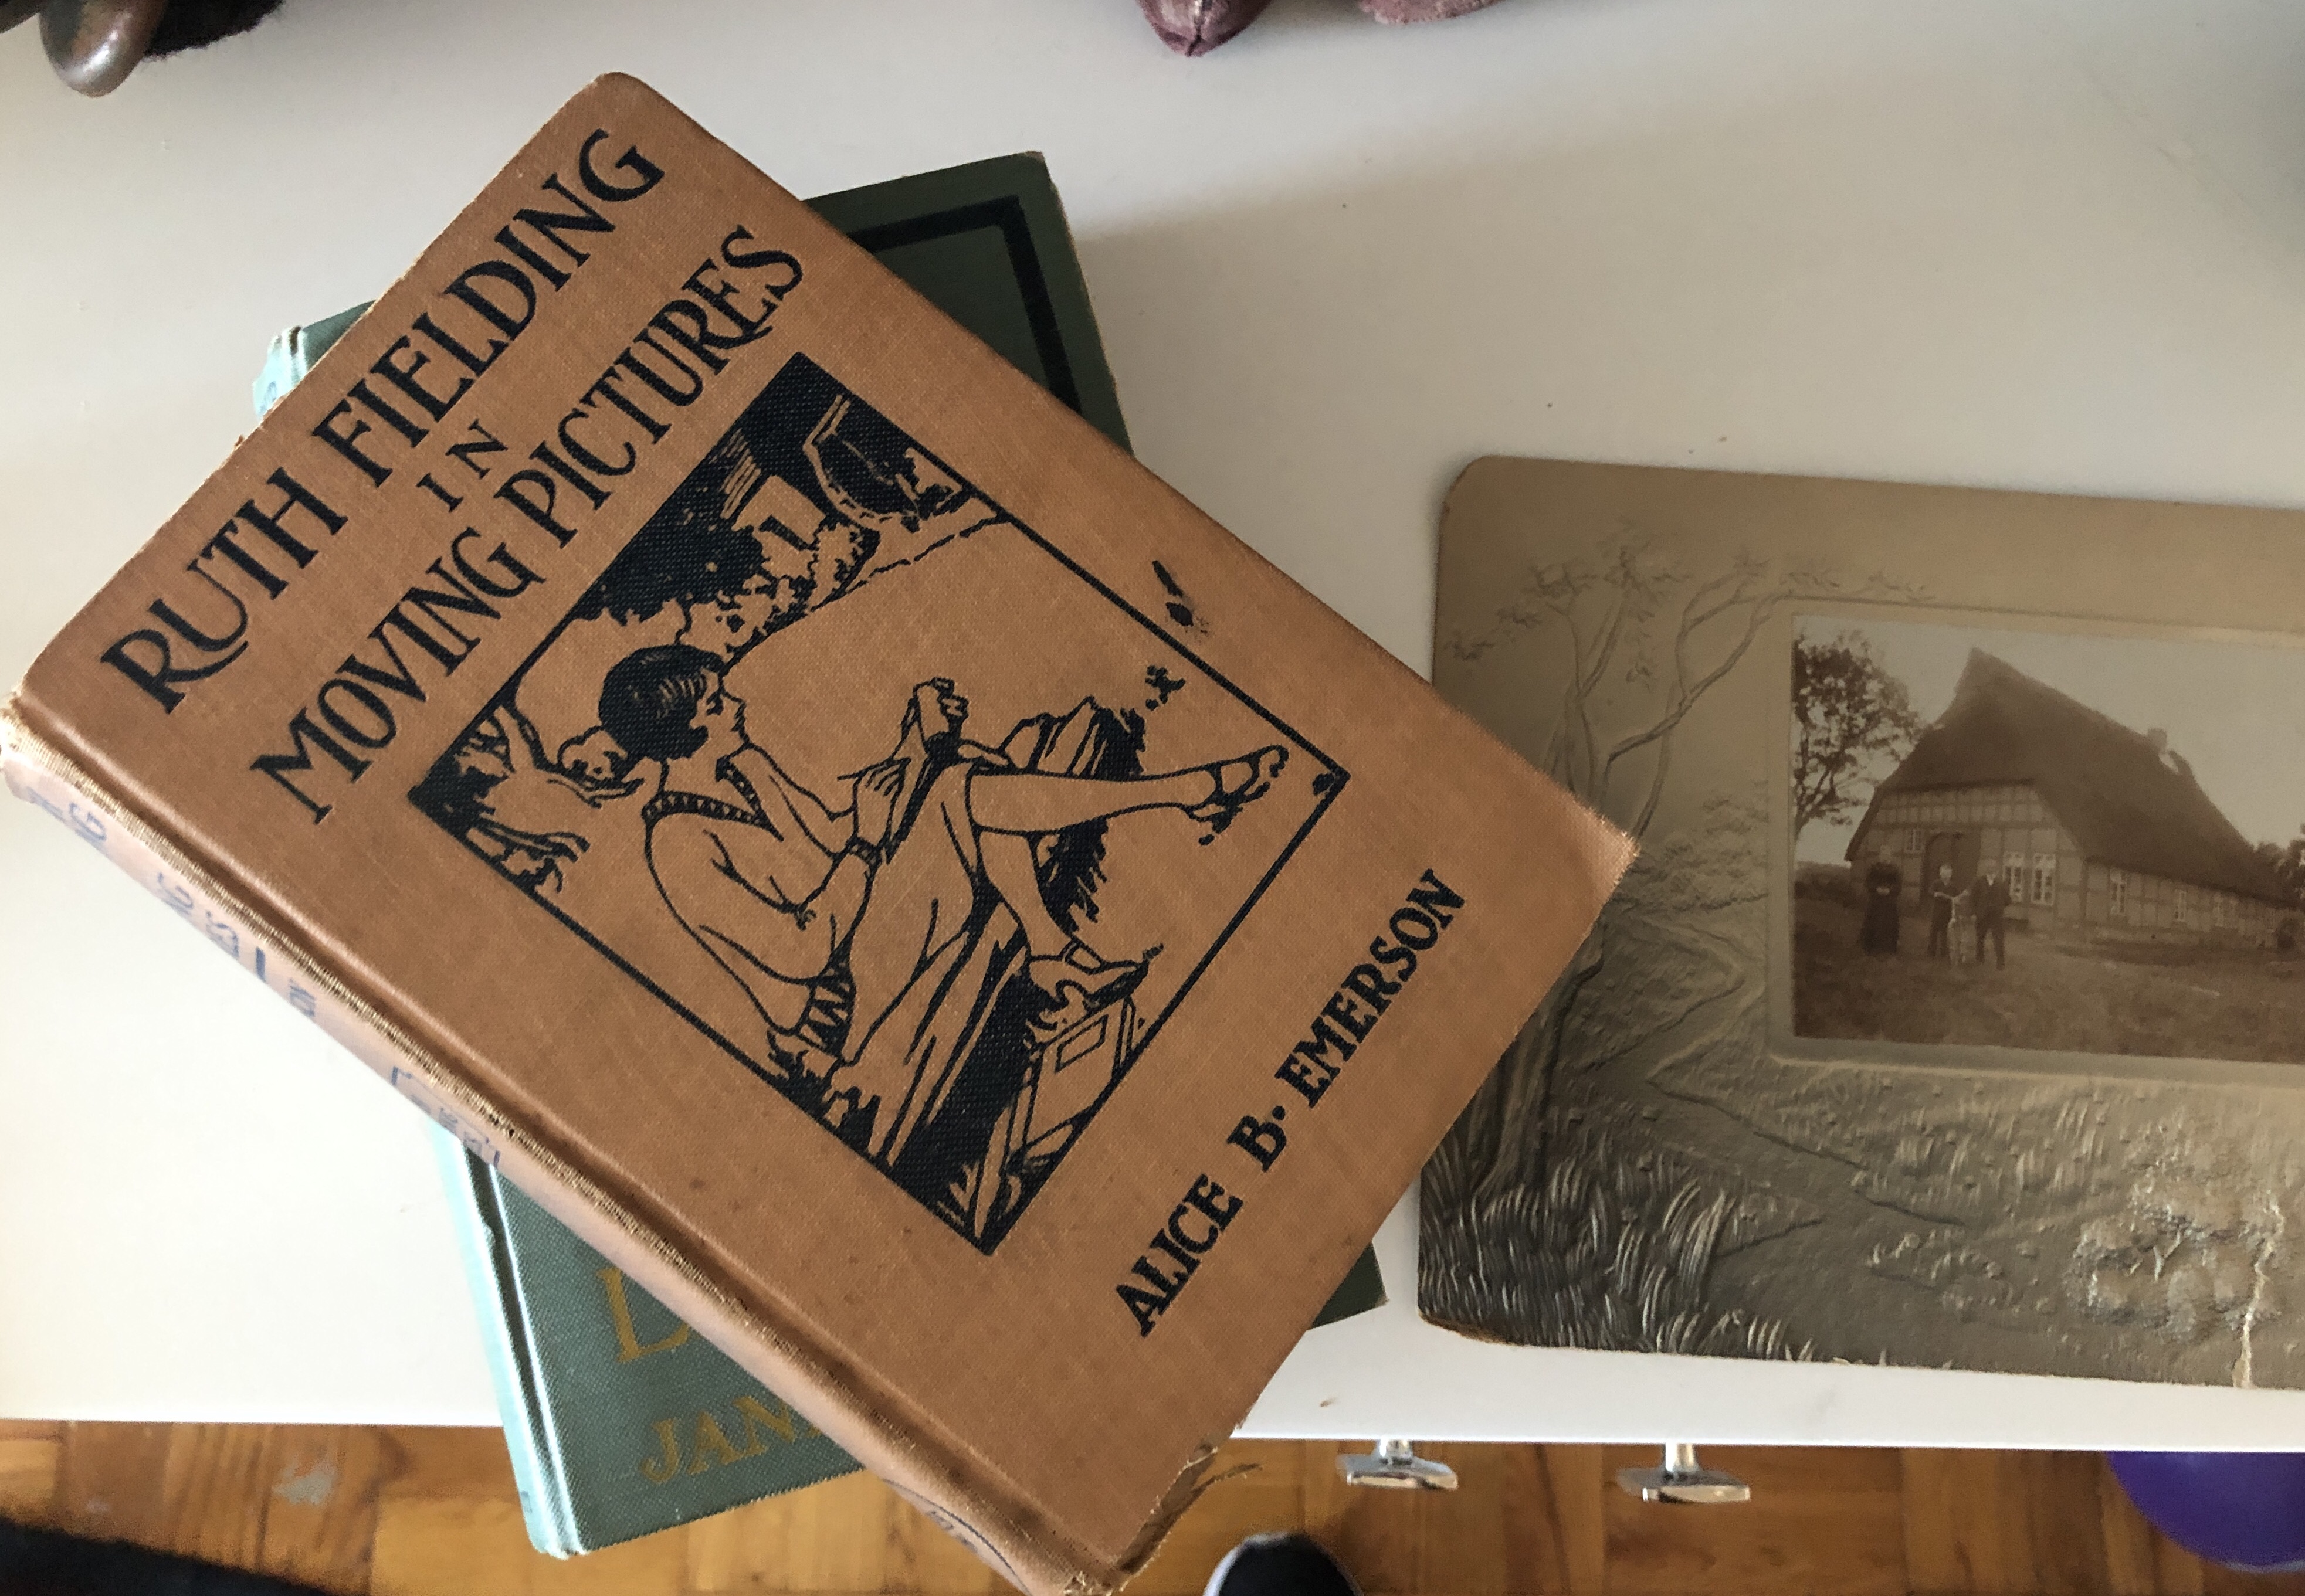 RUTH FIELDING
IN
MOVING PICTURES
ALICE B. EMERSON
L
JAN